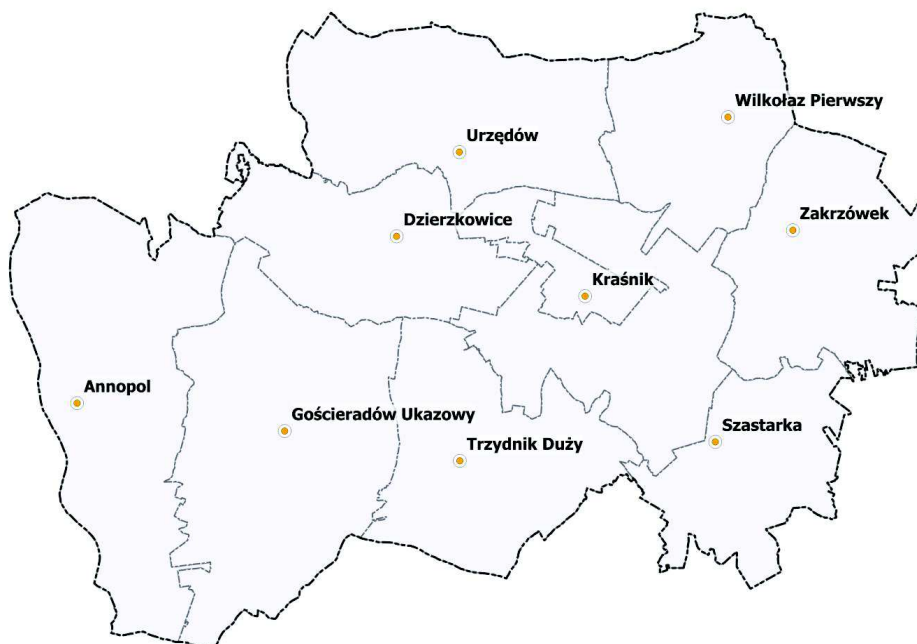 Wilkołaz Pierwszy
Urzędów
Dzierzkowice
Zakrzówek
Kraśnik
Annopol
Gościeradów Ukazowy
Szastarka
Trzydnik Duży